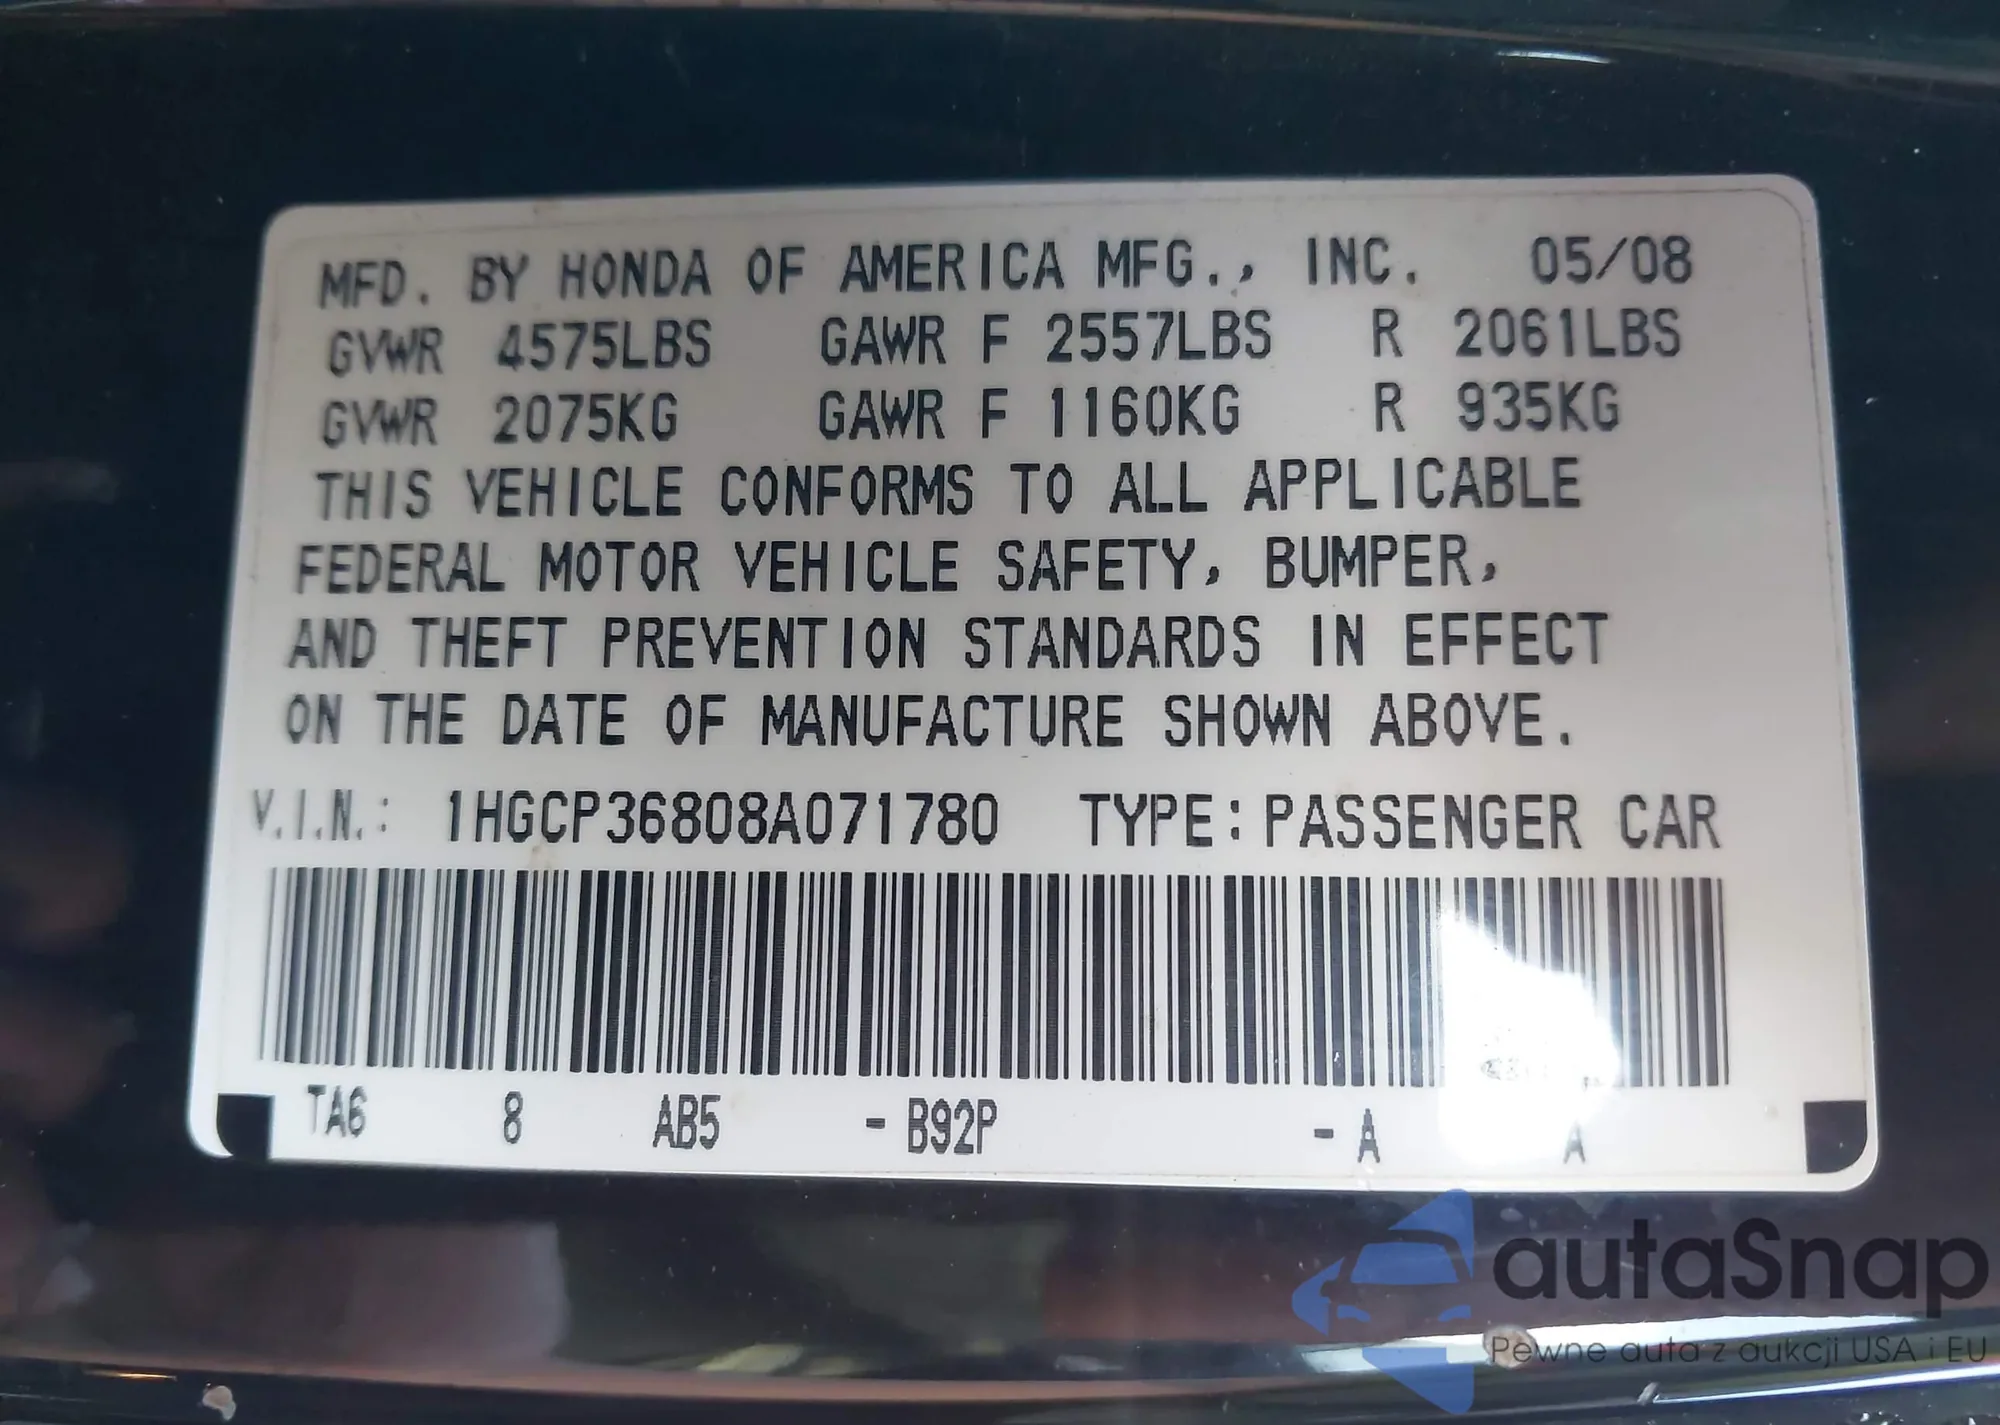 MFD. BY HONDA OF AMERICA MFG., INC. 05/08
GVWR 4575LBS GAWR F 2557LBS R 2061LBS
GVWR 2075KG GAWR F 1160KG R 935KG
THIS VEHICLE CONFORMS TO ALL APPLICABLE
FEDERAL MOTOR VEHICLE SAFETY, BUMPER,
AND THEFT PREVENTION STANDARDS IN EFFECT
ON THE DATE OF MANUFACTURE SHOWN ABOVE.
V.I.N.: 1HGCP36808A071780 TYPE: PASSENGER CAR
TA6 8 AB5 - B92P - A A
autaSnap
Pewne auta z aukcji USA i EU